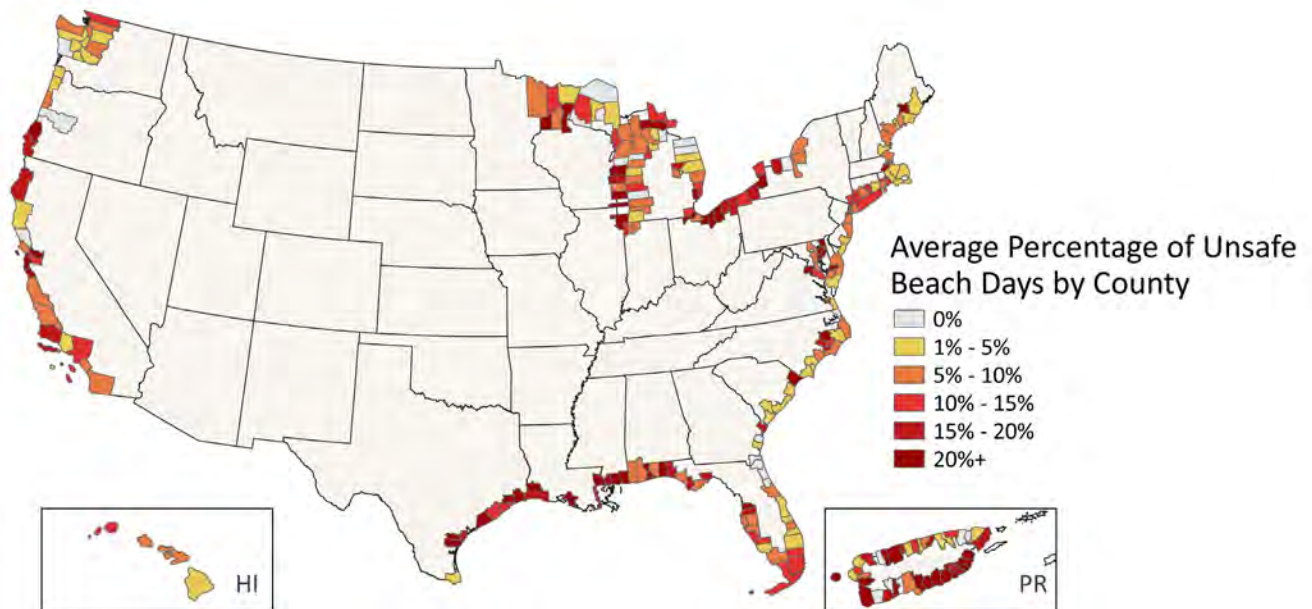 Average Percentage of Unsafe
Beach Days by County
0%
1% - 5%
5% - 10%
10% - 15%
15% - 20%
20%+
HI
PR